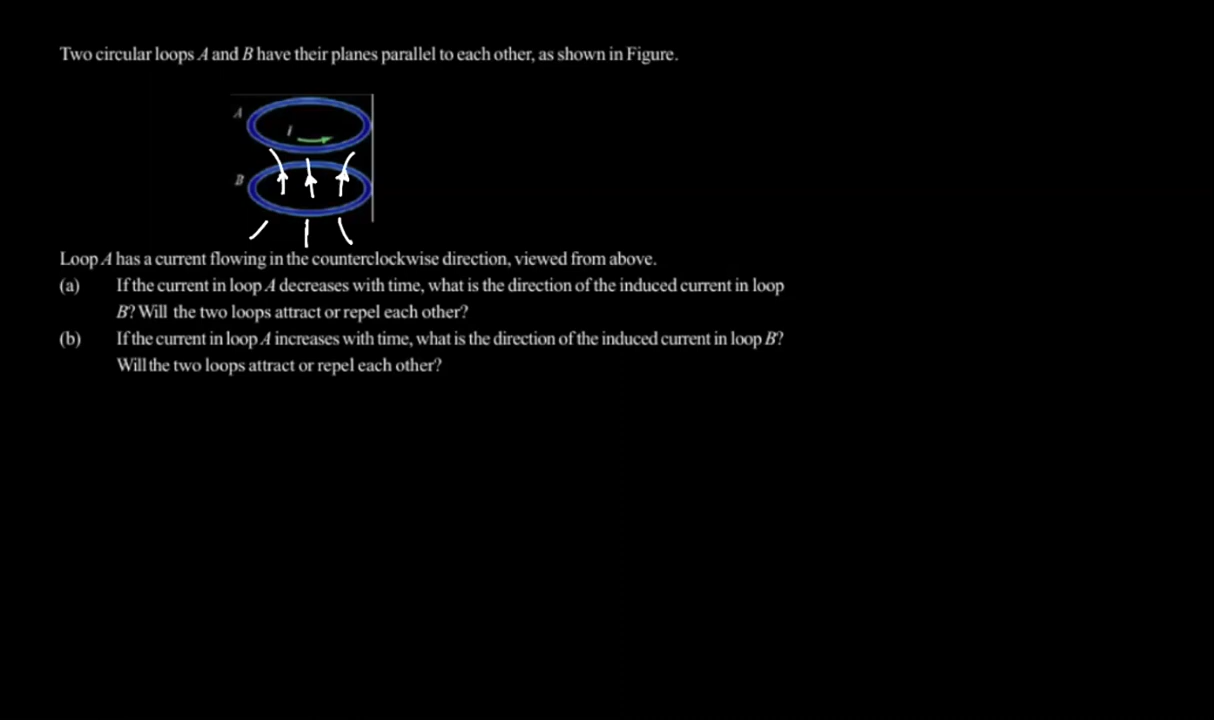 Two circular loops A and B have their planes parallel to each other, as shown in Figure.
A
I
B
Loop A has a current flowing in the counterclockwise direction, viewed from above.
(a) If the current in loop A decreases with time, what is the direction of the induced current in loop
B? Will the two loops attract or repel each other?
(b) If the current in loop A increases with time, what is the direction of the induced current in loop B?
Will the two loops attract or repel each other?